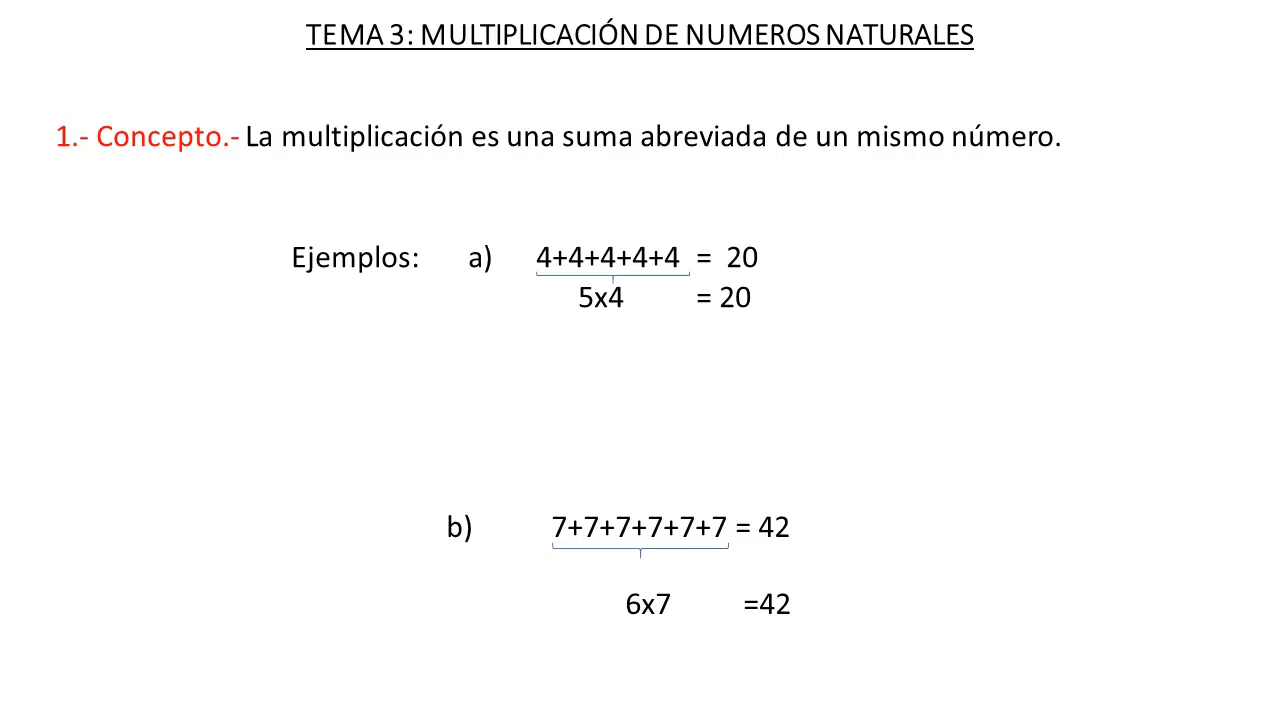 TEMA 3: MULTIPLICACIÓN DE NUMEROS NATURALES
1.- Concepto.- La multiplicación es una suma abreviada de un mismo número.
Ejemplos: a) 4+4+4+4+4 = 20
5x4 = 20
b) 7+7+7+7+7+7 = 42
6x7 =42